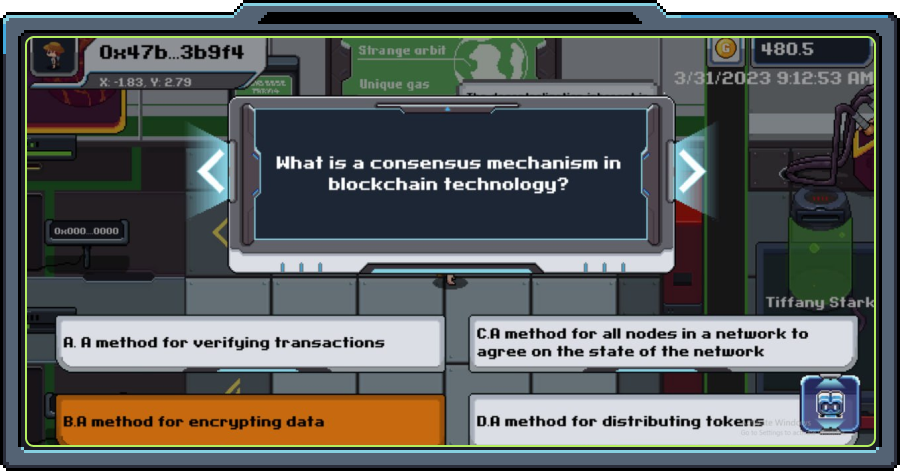 0x47b...3b9f4
X: -1.83, Y: 2.79
Strange orbit
Unique gas
480.5
3/31/2023 9:12:53 AM
What is a consensus mechanism in
blockchain technology?
0x000...0000
Tiffany Stark
A. A method for verifying transactions
C.A method for all nodes in a network to
agree on the state of the network
B.A method for encrypting data
D.A method for distributing tokens